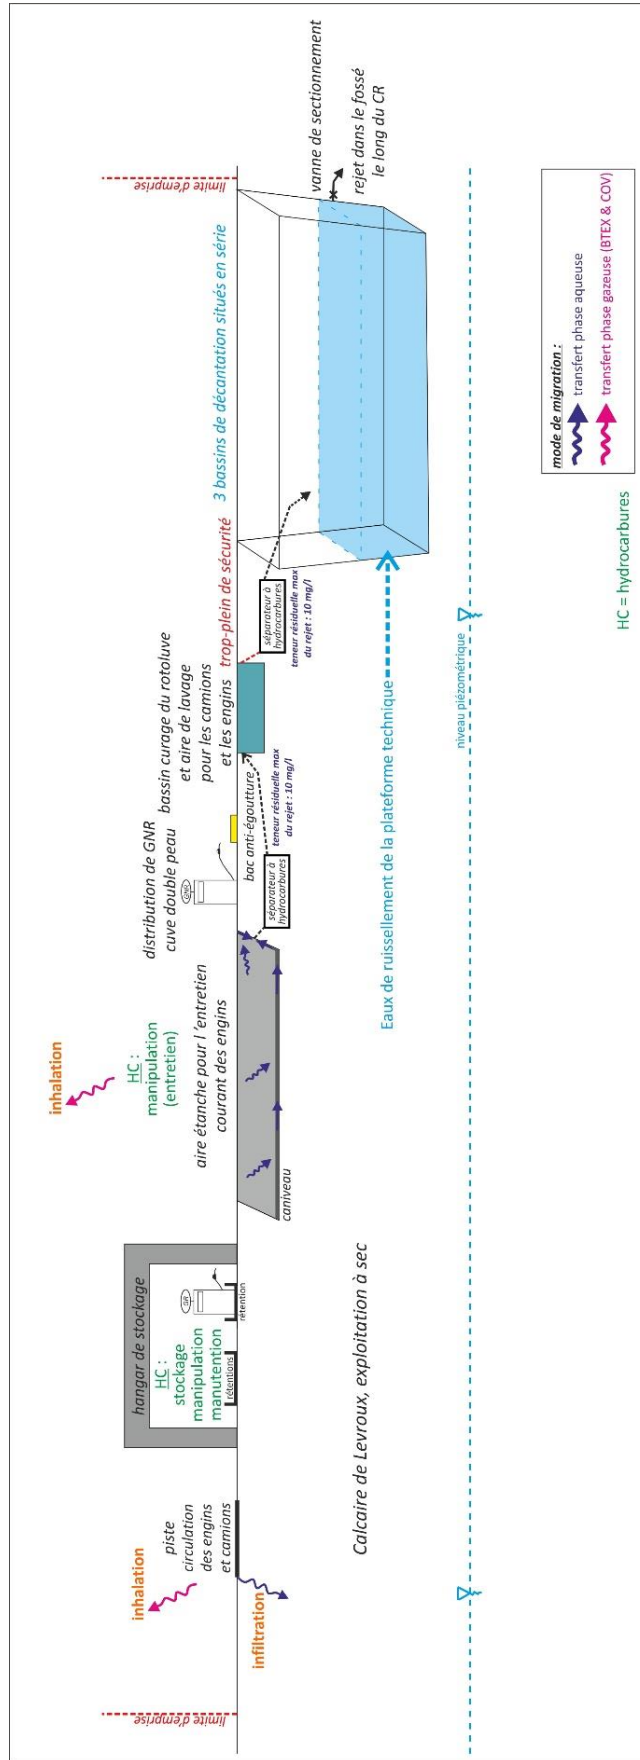 limite d'emprise
inhalation
piste
circulation
des engins
et camions
infiltration
hangar de stockage
HC :
stockage
manipulation
manutention
rétentions
GNR
rétention
Calcaire de Levroux, exploitation à sec
inhalation
HC :
manipulation
(entretien)
aire étanche pour l'entretien
courant des engins
caniveau
distribution de GNR
cuve double peau
GNR
bac anti-égoutture
séparateur à
hydrocarbures
teneur résiduelle max
du rejet : 10 mg/l
bassin curage du rotoluve
et aire de lavage
pour les camions
et les engins
trop-plein de sécurité
séparateur à
hydrocarbures
teneur résiduelle max
du rejet : 10 mg/l
Eaux de ruissellement de la plateforme technique
niveau piézométrique
3 bassins de décantation situés en série
limite d'emprise
vanne de sectionnement
rejet dans le fossé
le long du CR
HC = hydrocarbures
mode de migration :
transfert phase aqueuse
transfert phase gazeuse (BTEX & COV)